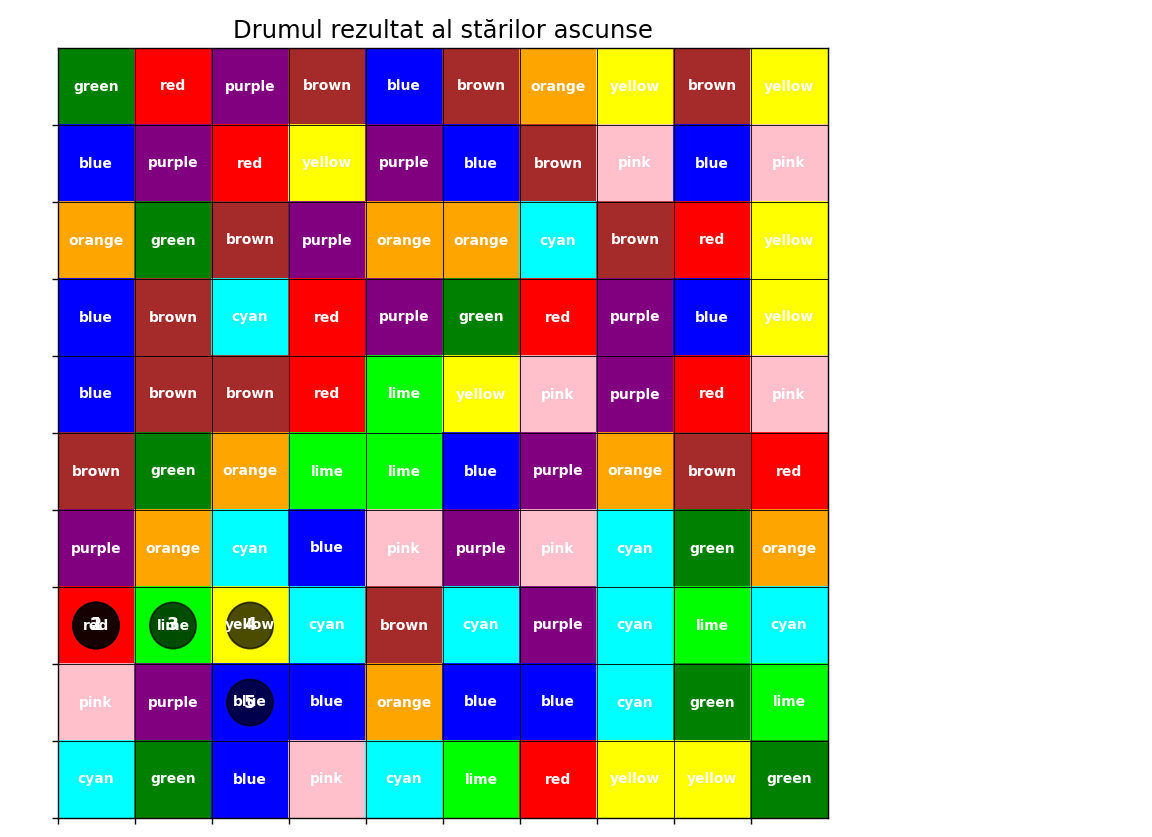 Drumul rezultat al stărilor ascunse
green red purple brown blue brown orange yellow brown yellow
blue purple red yellow purple blue brown pink blue pink
orange green brown purple orange orange cyan brown red yellow
blue brown cyan red purple green red purple blue yellow
blue brown brown red lime yellow pink purple red pink
brown green orange lime lime blue purple orange brown red
purple orange cyan blue pink purple pink cyan green orange
red lime 3 yellow 4 cyan brown cyan purple cyan lime cyan
pink purple blue 5 blue orange blue blue cyan green lime
cyan green blue pink cyan lime red yellow yellow green